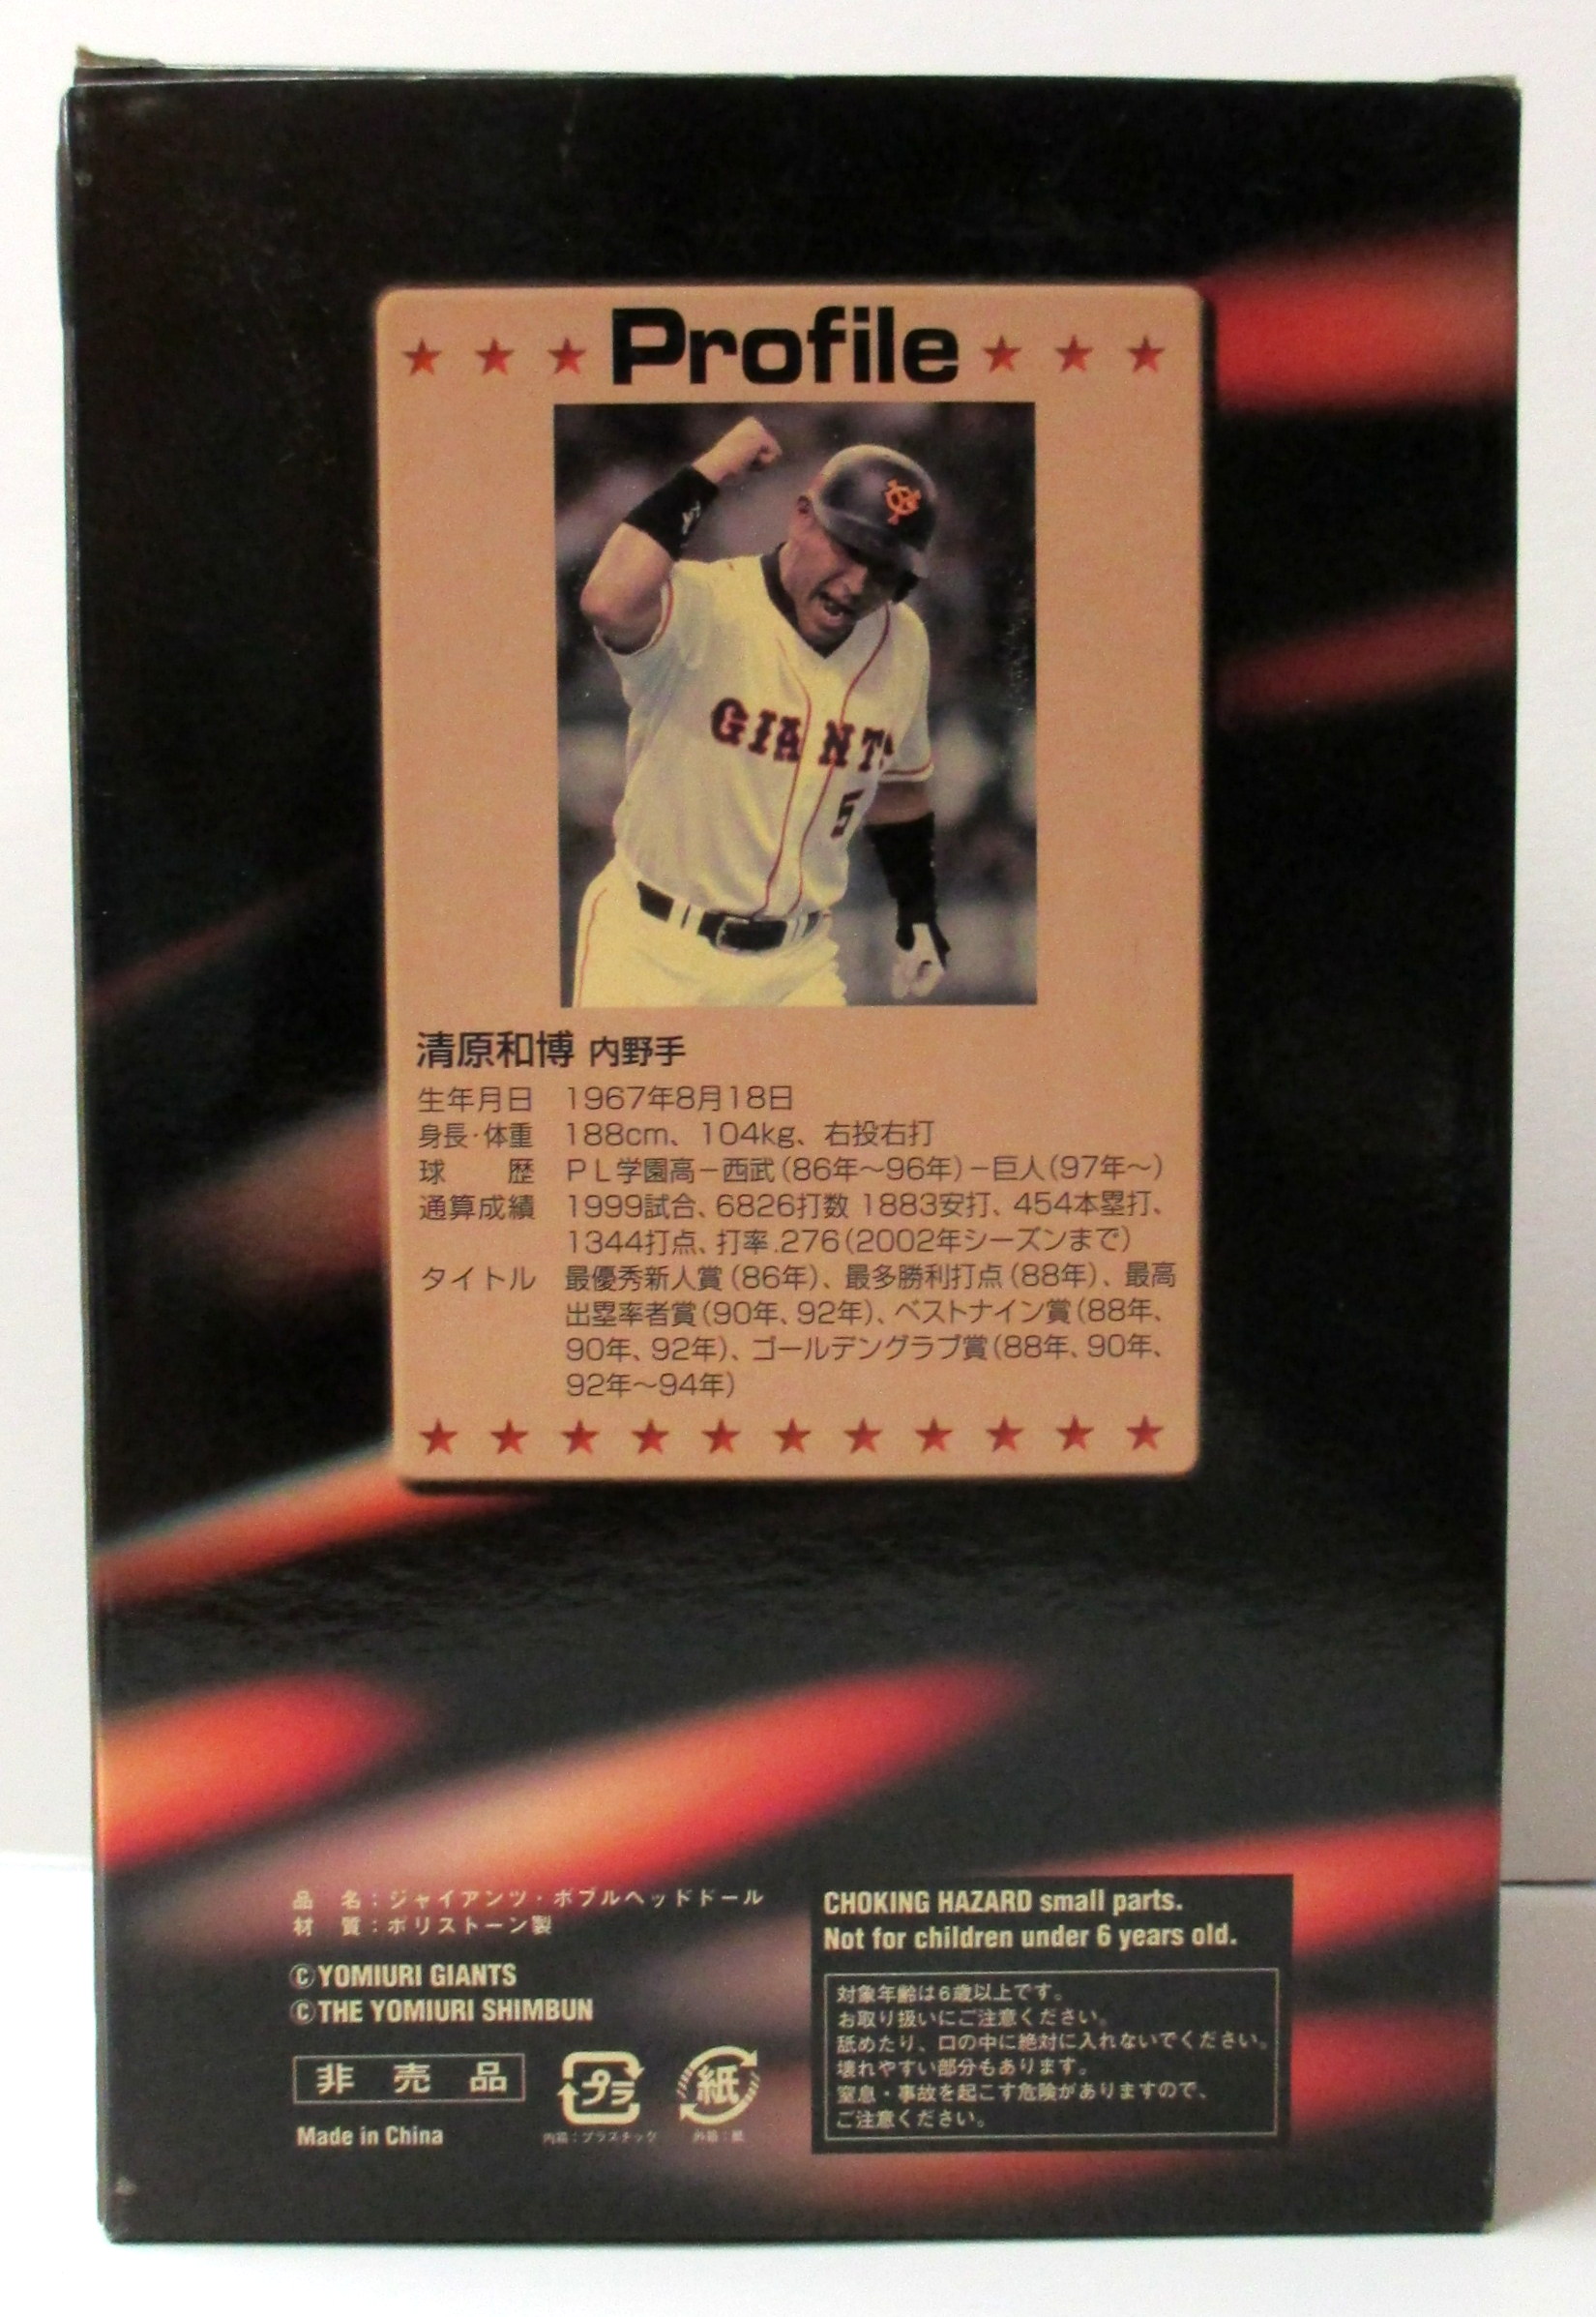 Profile
GIANTS
5
清原和博 内野手
生年月日 1967年8月18日
身長・体重 188cm、104kg、右投右打
球 歴 PL学園高－西武(86年〜96年)－巨人(97年〜)
通算成績 1999試合、6826打数 1883安打、454本塁打、
1344打点、打率.276(2002年シーズンまで)
タイトル 最優秀新人賞(86年)、最多勝利打点(88年)、最高
出塁率者賞(90年、92年)、ベストナイン賞(88年、
90年、92年)、ゴールデングラブ賞(88年、90年、
92年〜94年)
品 名：ジャイアンツ・ボブルヘッドドール
材 質：ポリストーン製
©YOMIURI GIANTS
©THE YOMIURI SHIMBUN
非売品
プラ
紙
内箱：プラスチック
外箱：紙
Made in China
CHOKING HAZARD small parts.
Not for children under 6 years old.
対象年齢は6歳以上です。
お取り扱いにご注意ください。
舐めたり、口の中に絶対に入れないでください。
壊れやすい部分もあります。
窒息・事故を起こす危険がありますので、
ご注意ください。